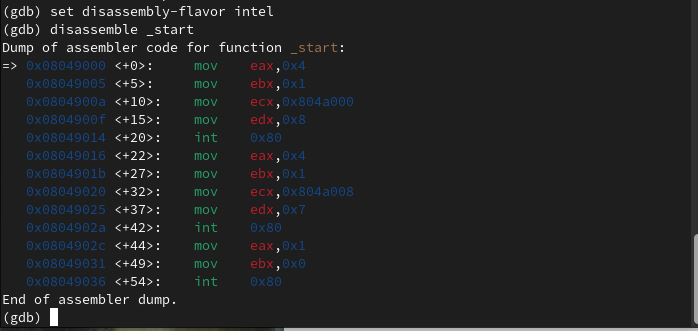 (gdb) set disassembly-flavor intel
(gdb) disassemble _start
Dump of assembler code for function _start:
=> 0x08049000 <+0>:     mov    eax,0x4
   0x08049005 <+5>:     mov    ebx,0x1
   0x0804900a <+10>:    mov    ecx,0x804a000
   0x0804900f <+15>:    mov    edx,0x8
   0x08049014 <+20>:    int    0x80
   0x08049016 <+22>:    mov    eax,0x4
   0x0804901b <+27>:    mov    ebx,0x1
   0x08049020 <+32>:    mov    ecx,0x804a008
   0x08049025 <+37>:    mov    edx,0x7
   0x0804902a <+42>:    int    0x80
   0x0804902c <+44>:    mov    eax,0x1
   0x08049031 <+49>:    mov    ebx,0x0
   0x08049036 <+54>:    int    0x80
End of assembler dump.
(gdb)